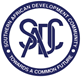 SOUTHERN AFRICAN DEVELOPMENT COMMUNITY
SADC
TOWARDS A COMMON FUTURE